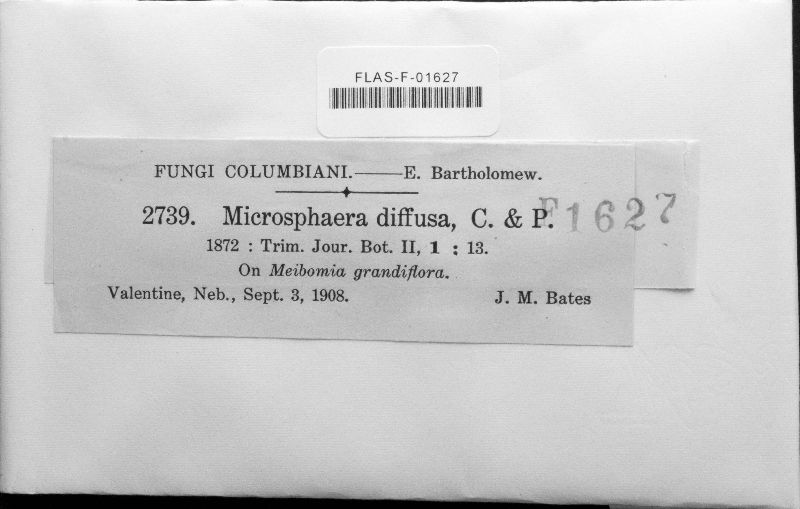 FLAS-F-01627
FUNGI COLUMBIANI.——E. Bartholomew.
2739. Microsphaera diffusa, C. & P.
F1627
1872 : Trim. Jour. Bot. II, 1 : 13.
On Meibomia grandiflora.
Valentine, Neb., Sept. 3, 1908. J. M. Bates